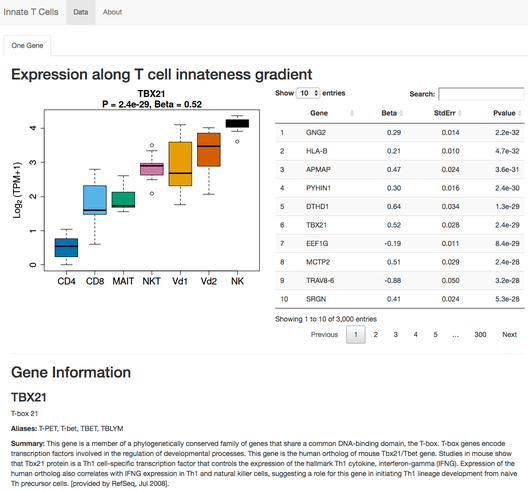 Innate T Cells Data About
One Gene
Expression along T cell innateness gradient
TBX21
P = 2.4e-29, Beta = 0.52
Log2 (TPM+1)
4
3
2
1
0
CD4 CD8 MAIT NKT Vd1 Vd2 NK
Show 10 entries Search:
Gene Beta StdErr Pvalue
1 GNG2 0.29 0.014 2.2e-32
2 HLA-B 0.21 0.010 4.7e-32
3 APMAP 0.47 0.024 3.6e-31
4 PYHIN1 0.30 0.016 2.4e-30
5 DTHD1 0.64 0.034 1.3e-29
6 TBX21 0.52 0.028 2.4e-29
7 EEF1G -0.19 0.011 8.4e-29
8 MCTP2 0.51 0.029 2.4e-28
9 TRAV8-6 -0.88 0.050 3.2e-28
10 SRGN 0.41 0.024 5.3e-28
Showing 1 to 10 of 3,000 entries
Previous 1 2 3 4 5 ... 300 Next
Gene Information
TBX21
T-box 21
Aliases: T-PET, T-bet, TBET, TBLYM
Summary: This gene is a member of a phylogenetically conserved family of genes that share a common DNA-binding domain, the T-box. T-box genes encode
transcription factors involved in the regulation of developmental processes. This gene is the human ortholog of mouse Tbx21/Tbet gene. Studies in mouse show
that Tbx21 protein is a Th1 cell-specific transcription factor that controls the expression of the hallmark Th1 cytokine, interferon-gamma (IFNG). Expression of the
human ortholog also correlates with IFNG expression in Th1 and natural killer cells, suggesting a role for this gene in initiating Th1 lineage development from naive
Th precursor cells. [provided by RefSeq, Jul 2008].